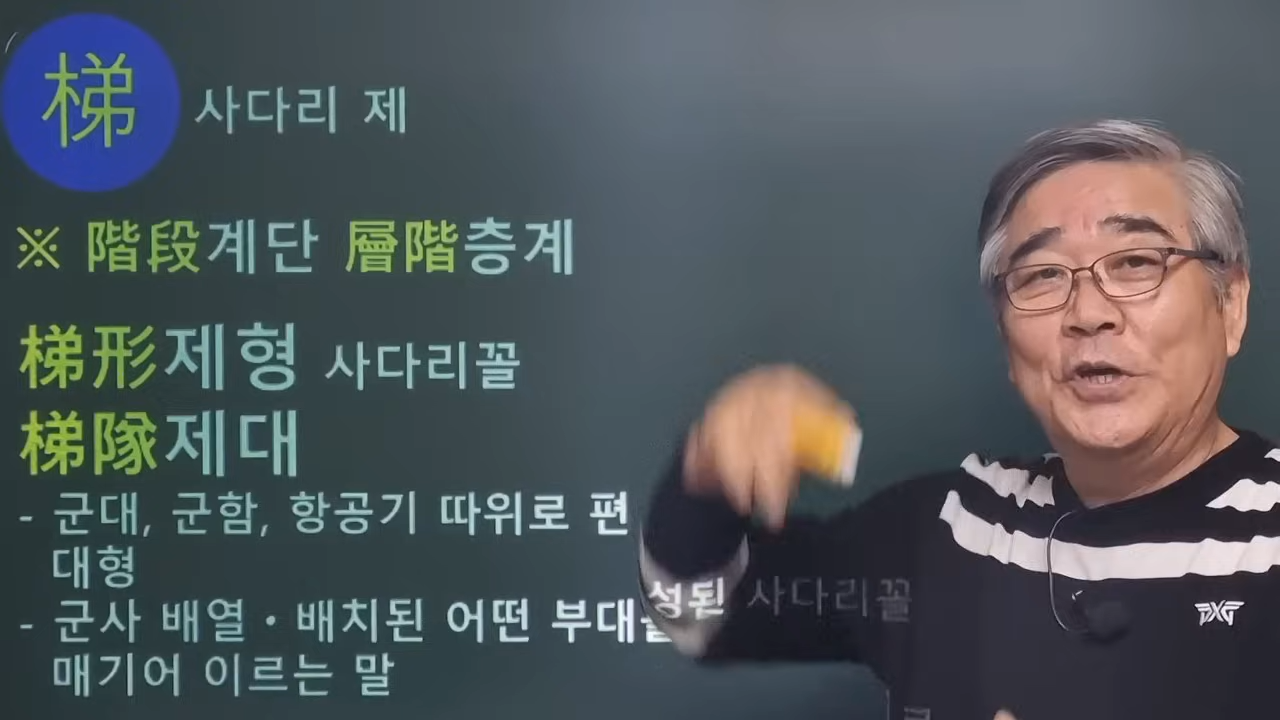 梯 사다리 제
※ 階段계단 層階층계
梯形제형 사다리꼴
梯隊제대
- 군대, 군함, 항공기 따위로 편성된 사다리꼴
대형
- 군사 배열·배치된 어떤 부대를
매기어 이르는 말
PXG